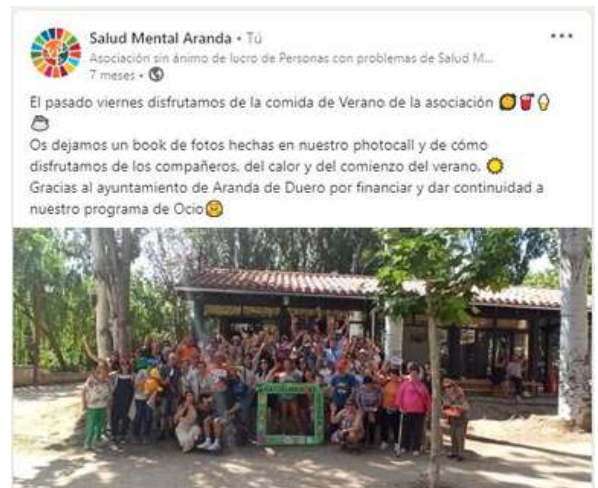 Salud Mental Aranda • Tú
Asociación sin ánimo de lucro de Personas con problemas de Salud M...
7 meses •
El pasado viernes disfrutamos de la comida de Verano de la asociación 🥘🥤🍦
☕
Os dejamos un book de fotos hechas en nuestro photocall y de cómo
disfrutamos de los compañeros, del calor y del comienzo del verano. 🌞
Gracias al ayuntamiento de Aranda de Duero por financiar y dar continuidad a
nuestro programa de Ocio🤗